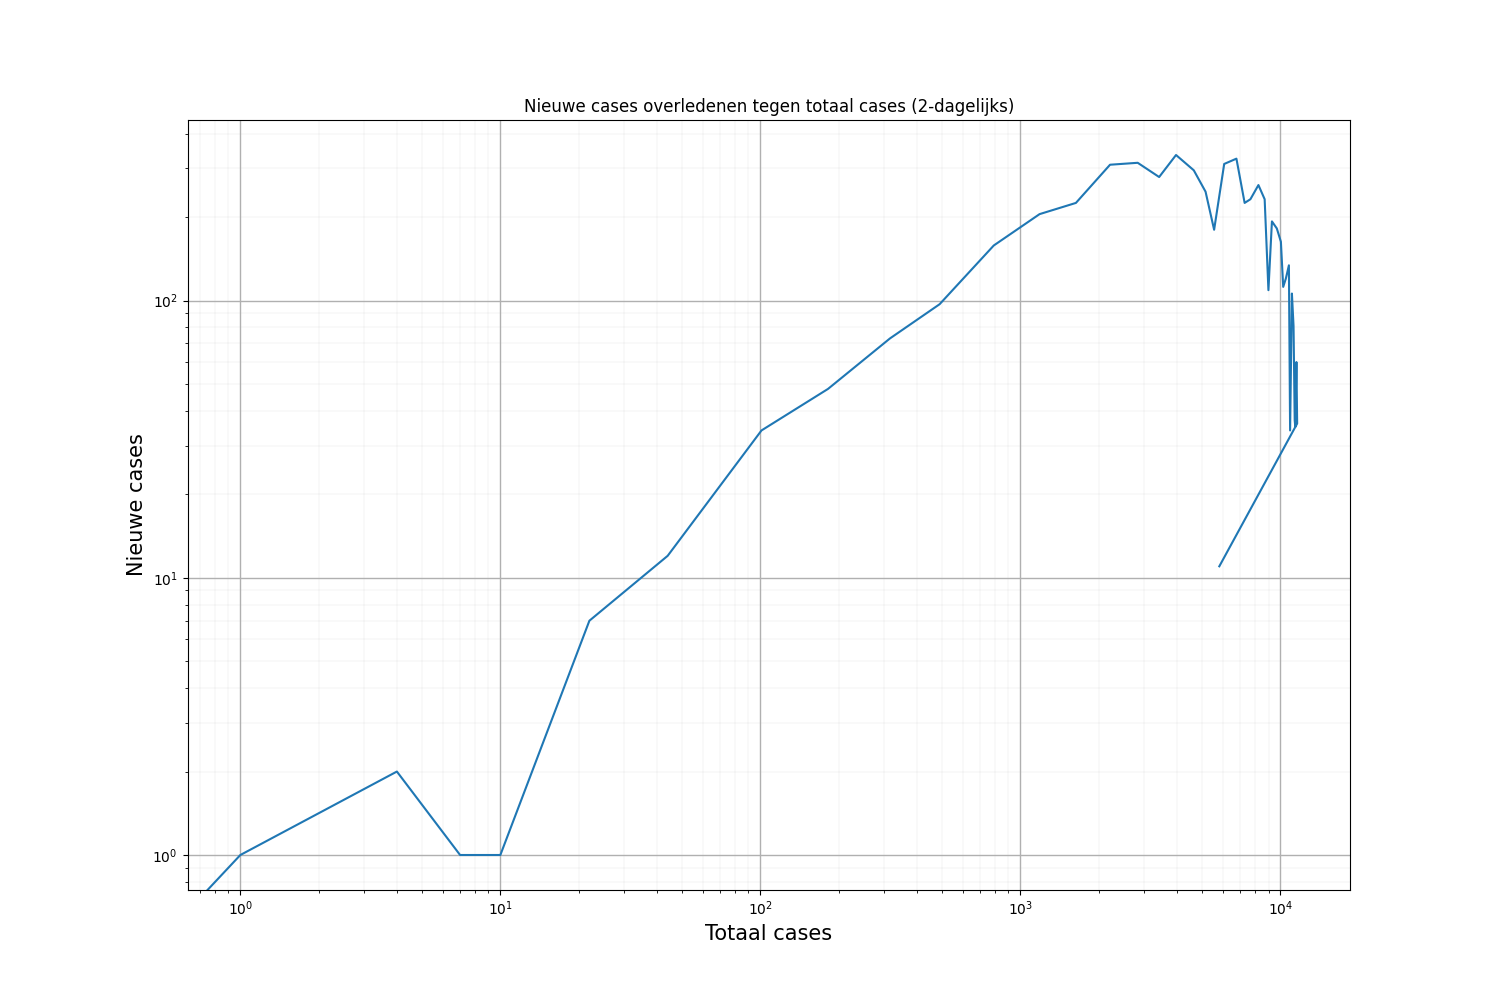 Nieuwe cases overledenen tegen totaal cases (2-dagelijks)
Nieuwe cases
10²
10¹
10⁰
10⁰ 10¹ 10² 10³ 10⁴
Totaal cases